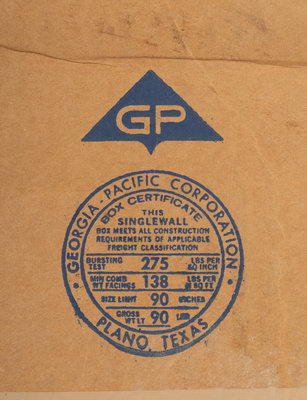 GP
GEORGIA - PACIFIC CORPORATION
BOX CERTIFICATE
THIS
SINGLEWALL
BOX MEETS ALL CONSTRUCTION
REQUIREMENTS OF APPLICABLE
FREIGHT CLASSIFICATION
BURSTING TEST 275 LBS PER SQ INCH
MIN COMB WT FACINGS 138 LBS PER M SQ FT
SIZE LIMIT 90 INCHES
GROSS WT LT 90 LBS
PLANO, TEXAS